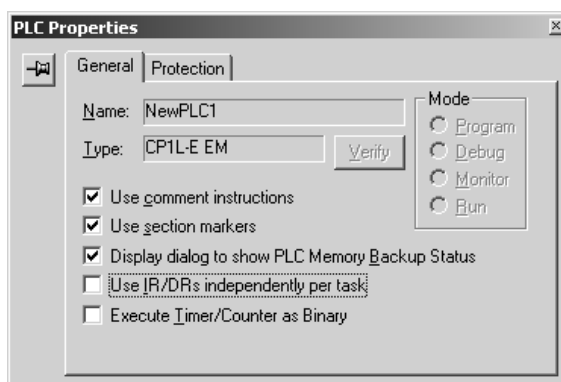 PLC Properties
General
Protection
Name: NewPLC1
Type: CP1L-E EM
Verify
Mode
Program
Debug
Monitor
Run
Use comment instructions
Use section markers
Display dialog to show PLC Memory Backup Status
Use IR/DRs independently per task
Execute Timer/Counter as Binary